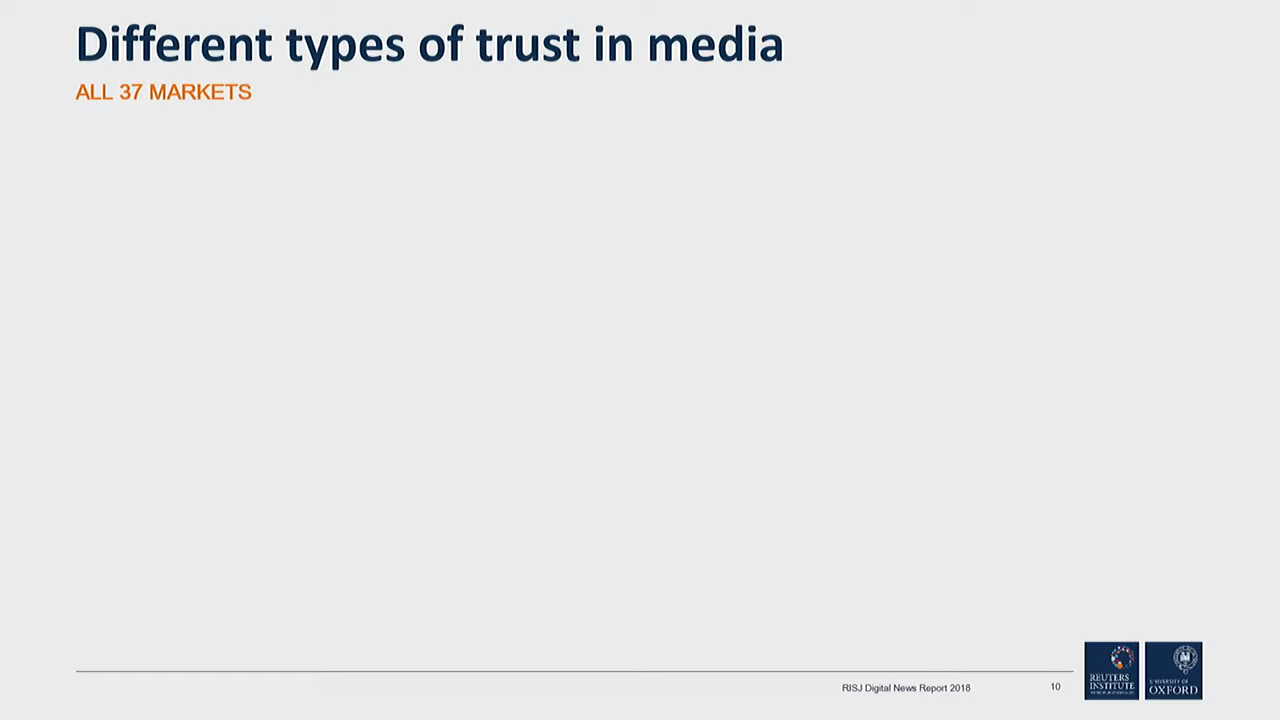 Different types of trust in media
ALL 37 MARKETS
RISJ Digital News Report 2018
10
REUTERS
INSTITUTE
UNIVERSITY OF
OXFORD